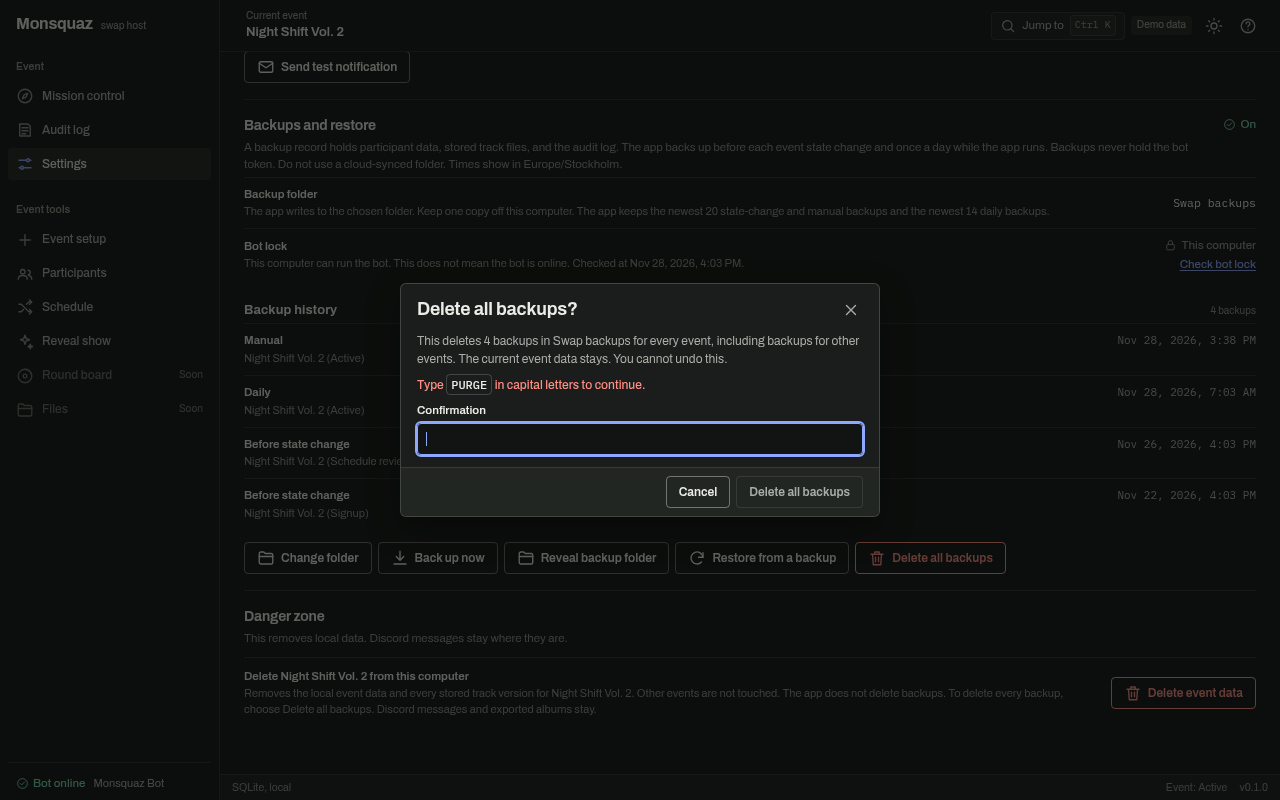 Monsquaz swap host
Event
Mission control
Audit log
Settings
Event tools
Event setup
Participants
Schedule
Reveal show
Round board Soon
Files Soon
Bot online Monsquaz Bot
Current event
Night Shift Vol. 2
Jump to Ctrl K
Demo data
Send test notification
Backups and restore
On
A backup record holds participant data, stored track files, and the audit log. The app backs up before each event state change and once a day while the app runs. Backups never hold the bot
token. Do not use a cloud-synced folder. Times show in Europe/Stockholm.
Backup folder
The app writes to the chosen folder. Keep one copy off this computer. The app keeps the newest 20 state-change and manual backups and the newest 14 daily backups.
Swap backups
Bot lock
This computer can run the bot. This does not mean the bot is online. Checked at Nov 28, 2026, 4:03 PM.
This computer
Check bot lock
Backup history
4 backups
Manual
Night Shift Vol. 2 (Active)
Nov 28, 2026, 3:38 PM
Daily
Night Shift Vol. 2 (Active)
Nov 28, 2026, 7:03 AM
Before state change
Night Shift Vol. 2 (Schedule revie
Nov 26, 2026, 4:03 PM
Before state change
Night Shift Vol. 2 (Signup)
Nov 22, 2026, 4:03 PM
Delete all backups?
This deletes 4 backups in Swap backups for every event, including backups for other
events. The current event data stays. You cannot undo this.
Type PURGE in capital letters to continue.
Confirmation
Cancel
Delete all backups
Change folder
Back up now
Reveal backup folder
Restore from a backup
Delete all backups
Danger zone
This removes local data. Discord messages stay where they are.
Delete Night Shift Vol. 2 from this computer
Removes the local event data and every stored track version for Night Shift Vol. 2. Other events are not touched. The app does not delete backups. To delete every backup,
choose Delete all backups. Discord messages and exported albums stay.
Delete event data
SQLite, local
Event: Active v0.1.0